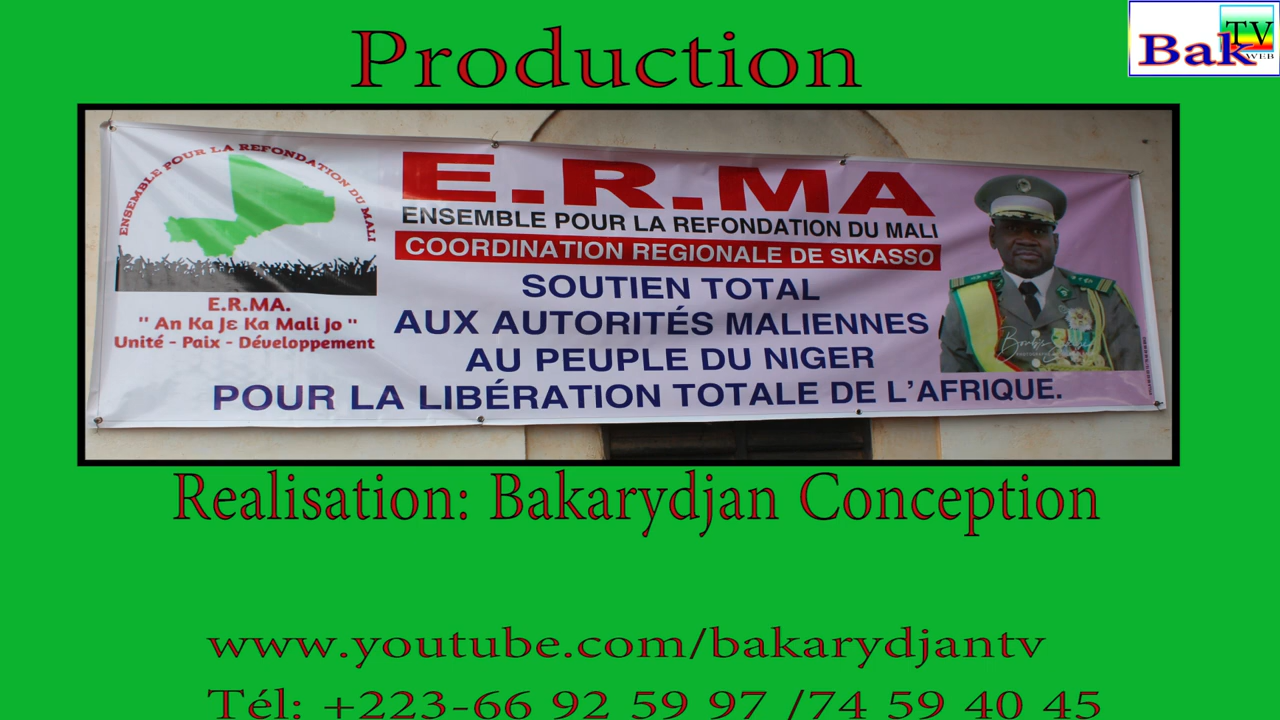 Production
Bak TV
WEB
ENSEMBLE POUR LA REFONDATION DU MALI
E.R.MA
ENSEMBLE POUR LA REFONDATION DU MALI
COORDINATION REGIONALE DE SIKASSO
SOUTIEN TOTAL
AUX AUTORITÉS MALIENNES
AU PEUPLE DU NIGER
POUR LA LIBÉRATION TOTALE DE L'AFRIQUE.
E.R.MA.
" An Ka Jɛ Ka Mali Jo "
Unité - Paix - Développement
Realisation: Bakarydjan Conception
www.youtube.com/bakarydjantv
Tél: +223-66 92 59 97 /74 59 40 45